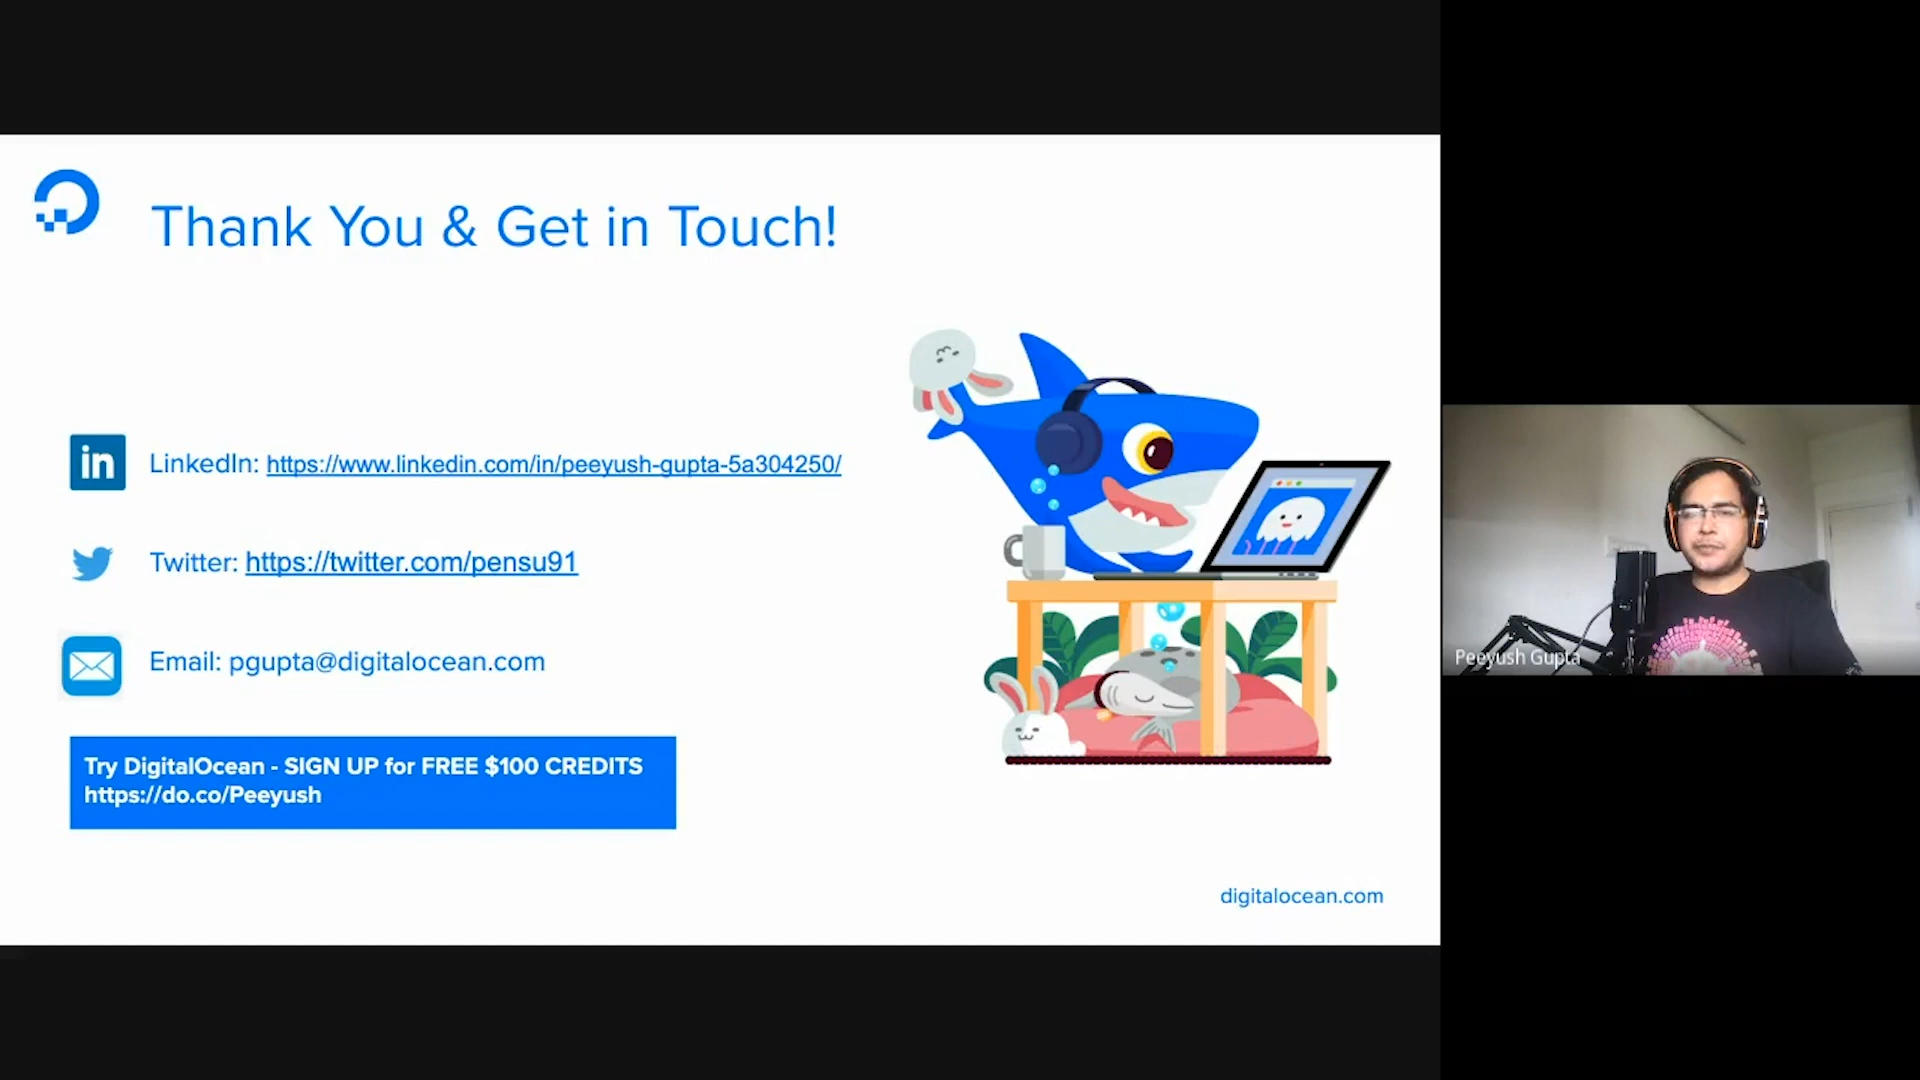 Thank You & Get in Touch!
in LinkedIn: https://www.linkedin.com/in/peeyush-gupta-5a304250/
Twitter: https://twitter.com/pensu91
Email: pgupta@digitalocean.com
Try DigitalOcean - SIGN UP for FREE $100 CREDITS
https://do.co/Peeyush
digitalocean.com
Peeyush Gupta